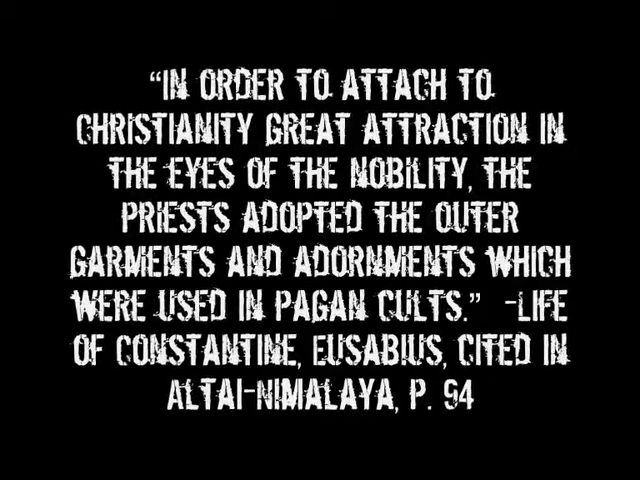 “IN ORDER TO ATTACH TO
CHRISTIANITY GREAT ATTRACTION IN
THE EYES OF THE NOBILITY, THE
PRIESTS ADOPTED THE OUTER
GARMENTS AND ADORNMENTS WHICH
WERE USED IN PAGAN CULTS.” -LIFE
OF CONSTANTINE, EUSABIUS, CITED IN
ALTAI-NIMALAYA, P. 94